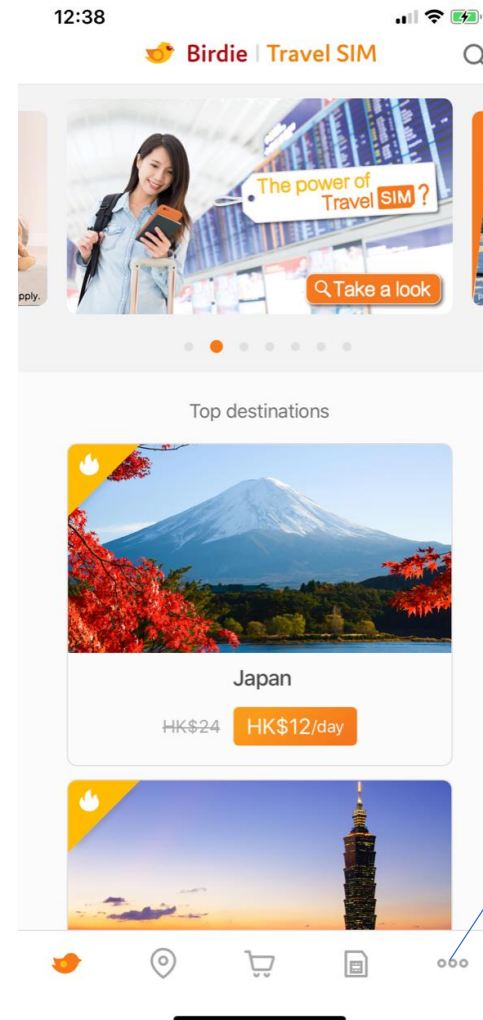 12:38
Birdie | Travel SIM
The power of
Travel SIM ?
Take a look
pply.
Top destinations
Japan
HK$24 HK$12/day